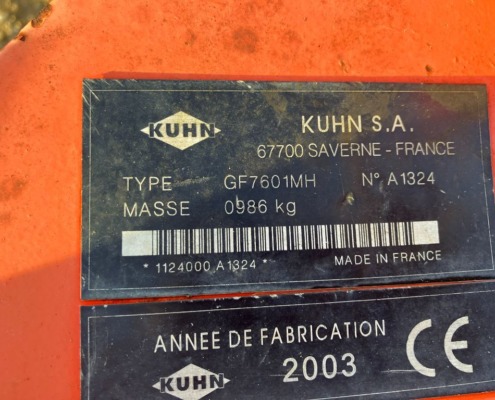 KUHN KUHN S.A.
67700 SAVERNE - FRANCE
TYPE GF7601MH N° A1324
MASSE 0986 kg
* 1124000 A1324 * MADE IN FRANCE
ANNEE DE FABRICATION
KUHN 2003 CE